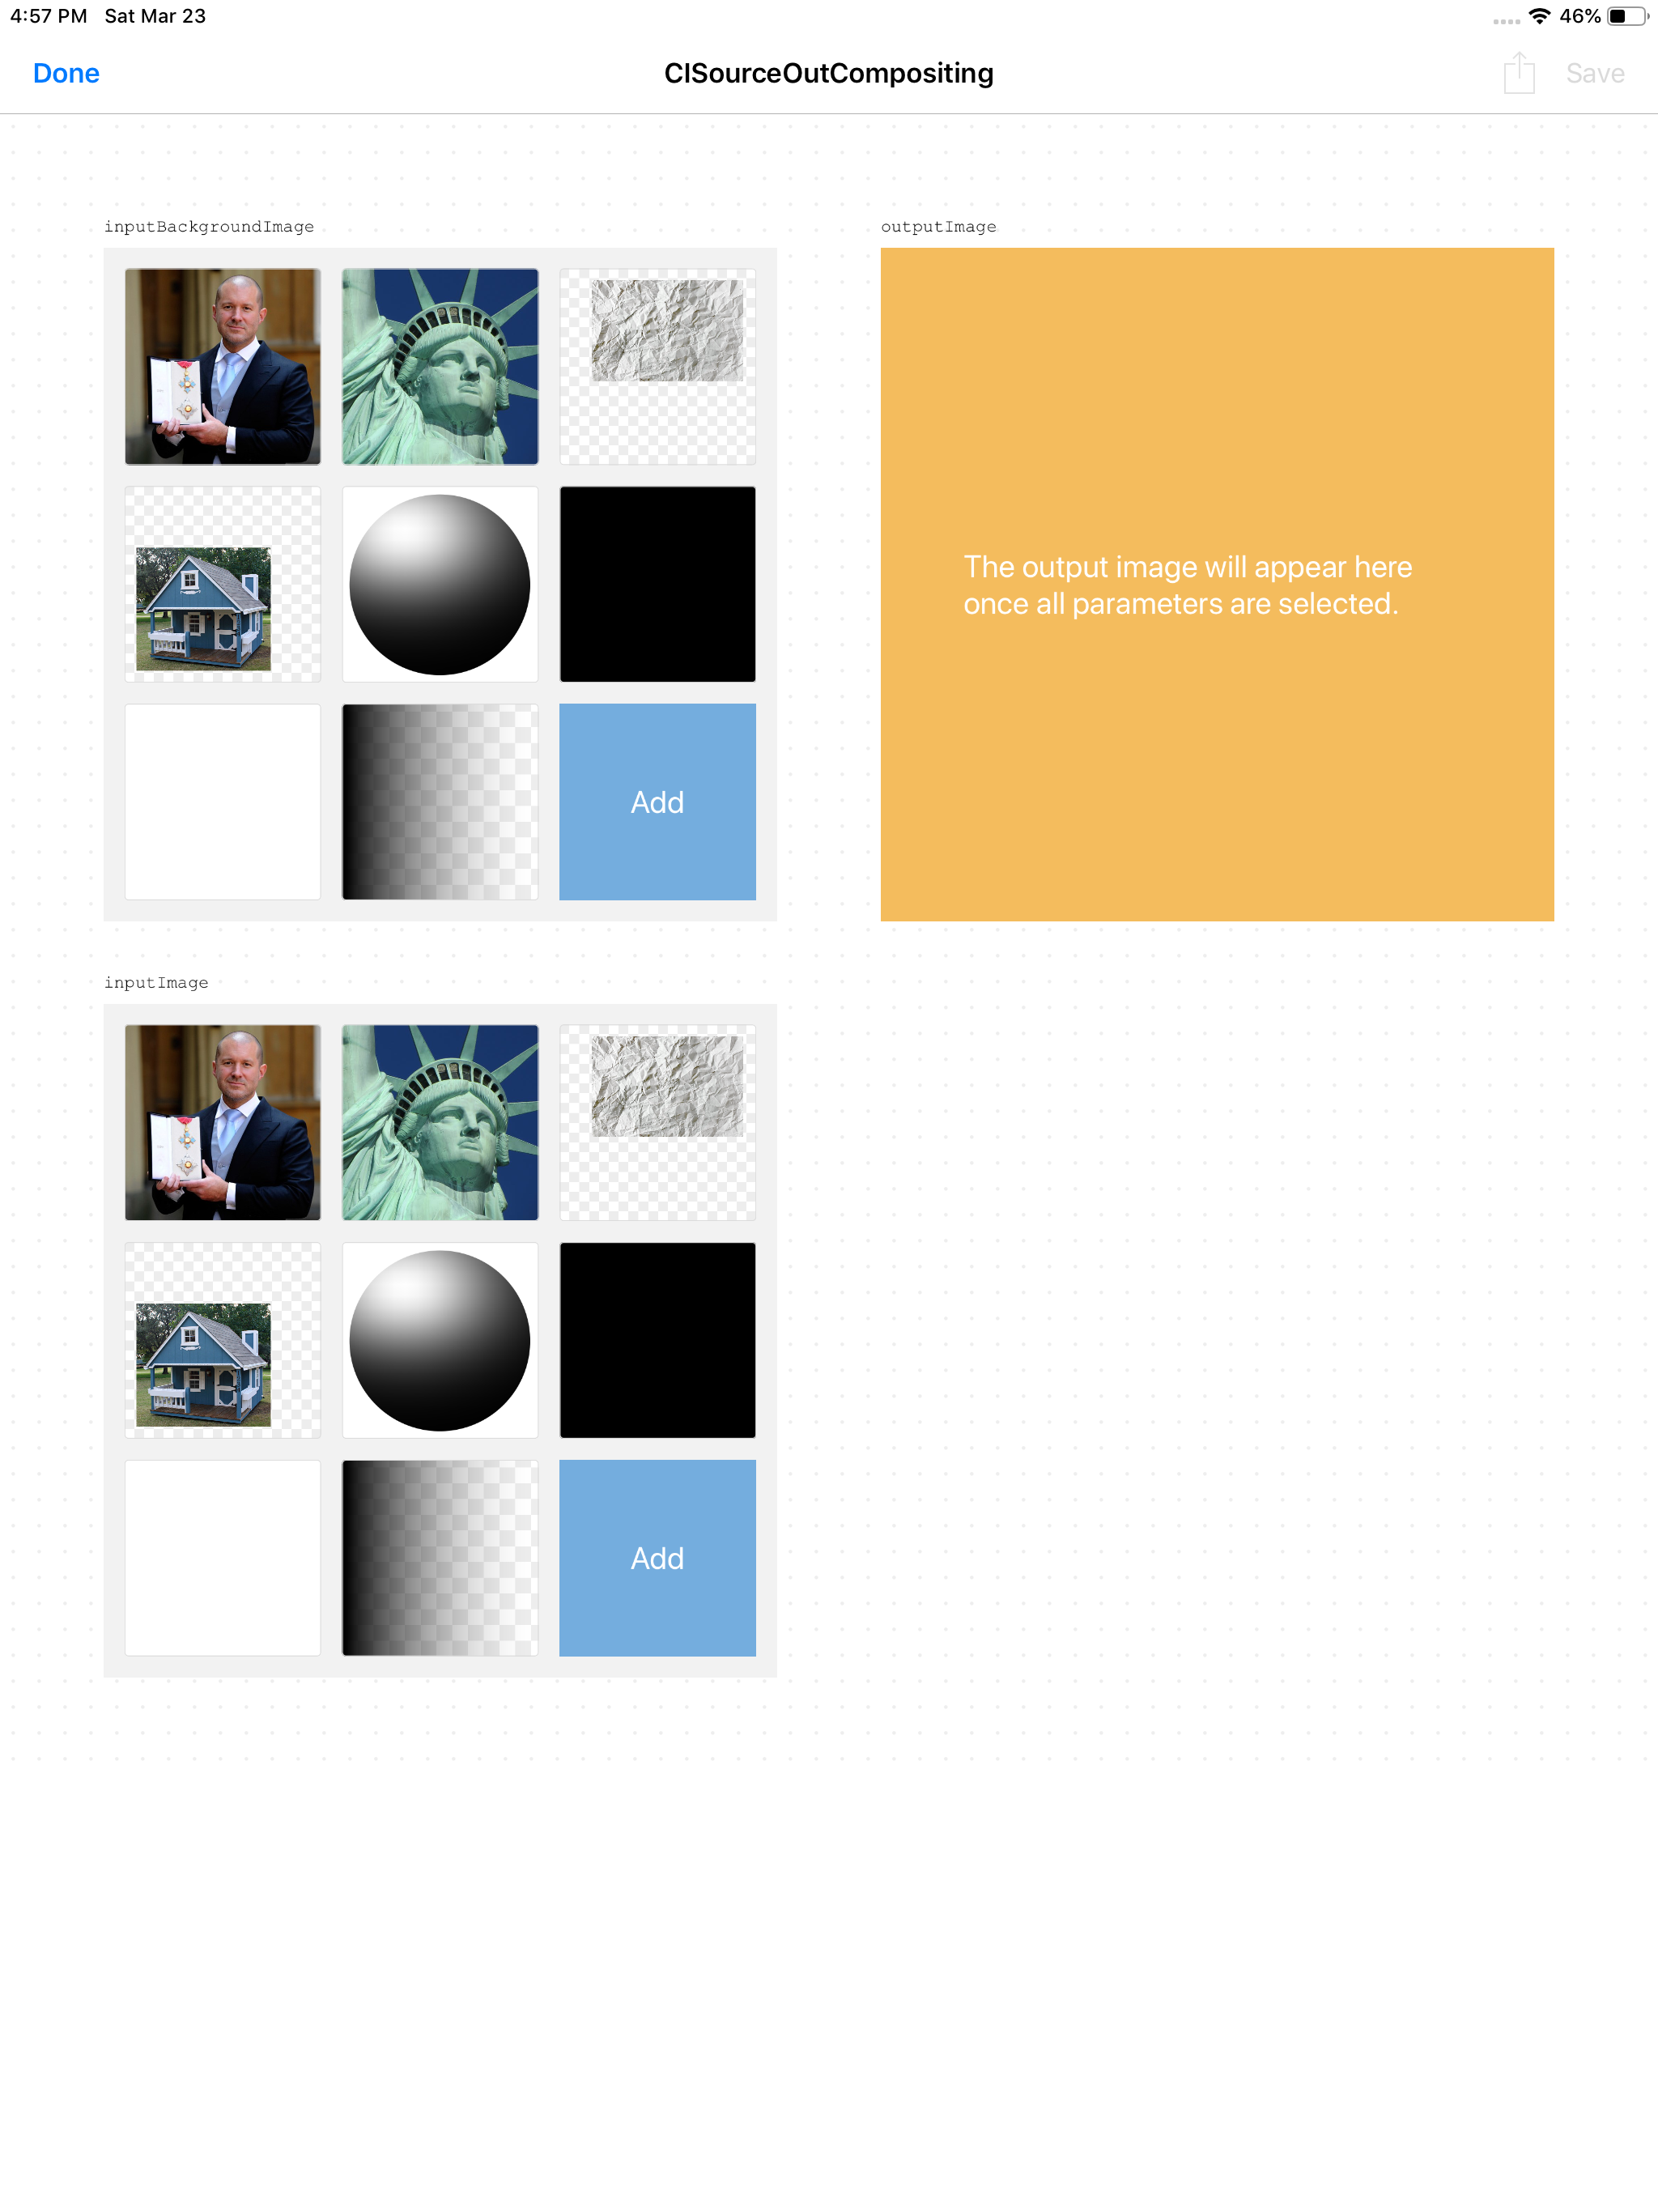 4:57 PM Sat Mar 23
46%
Done
CISourceOutCompositing
Save
inputBackgroundImage
outputImage
The output image will appear here
once all parameters are selected.
Add
inputImage
Add